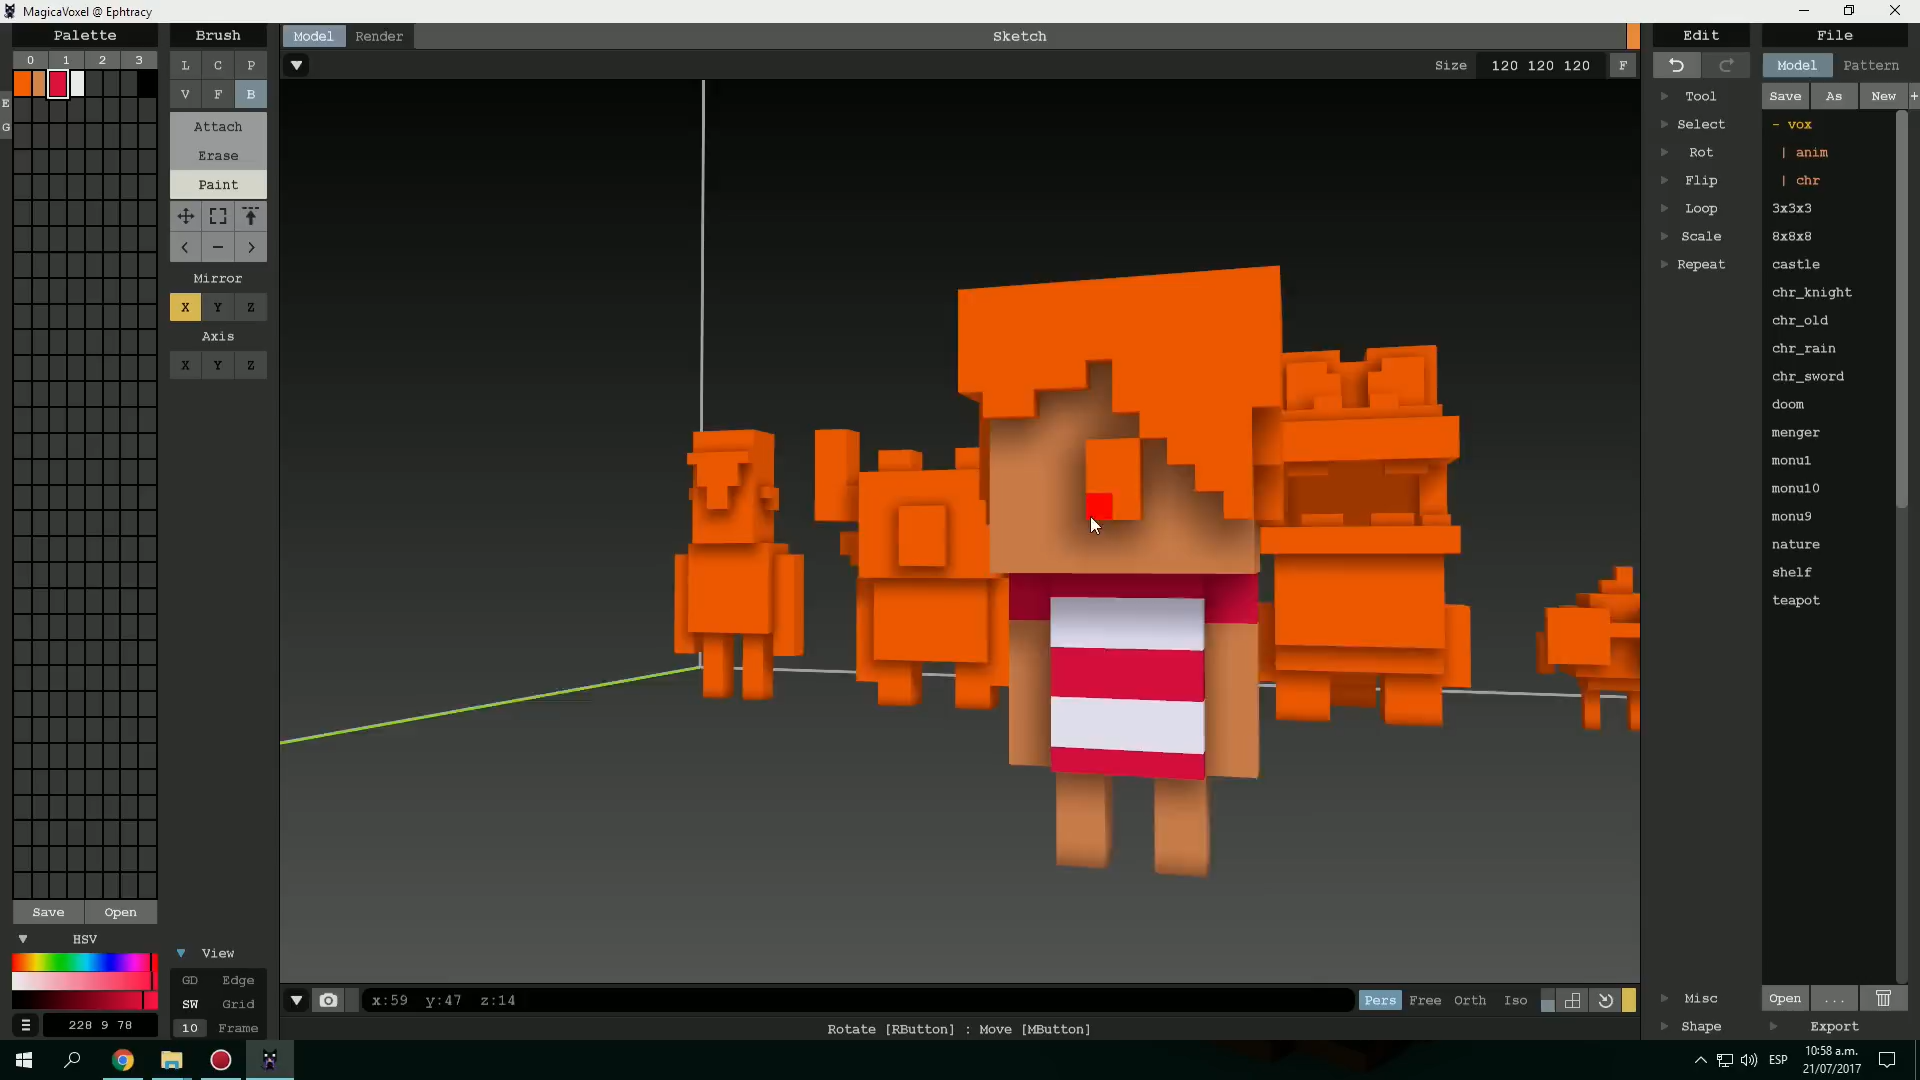 MagicaVoxel @ Ephtracy
Palette
Brush
Model
Render
Sketch
Edit
File
0 1 2 3
L C P
V F B
Attach
Erase
Paint
Mirror
X Y Z
Axis
X Y Z
E
G
Size 120 120 120 F
Tool
Select
Rot
Flip
Loop
Scale
Repeat
Model Pattern
Save As New +
- vox
| anim
| chr
3x3x3
8x8x8
castle
chr_knight
chr_old
chr_rain
chr_sword
doom
menger
monu1
monu10
monu9
nature
shelf
teapot
Save Open
HSV
228 9 78
View
GD Edge
SW Grid
10 Frame
x:59 y:47 z:14
Pers Free Orth Iso
Rotate [RButton] : Move [MButton]
Misc
Shape
Open ...
Export
ESP
10:58 a.m.
21/07/2017